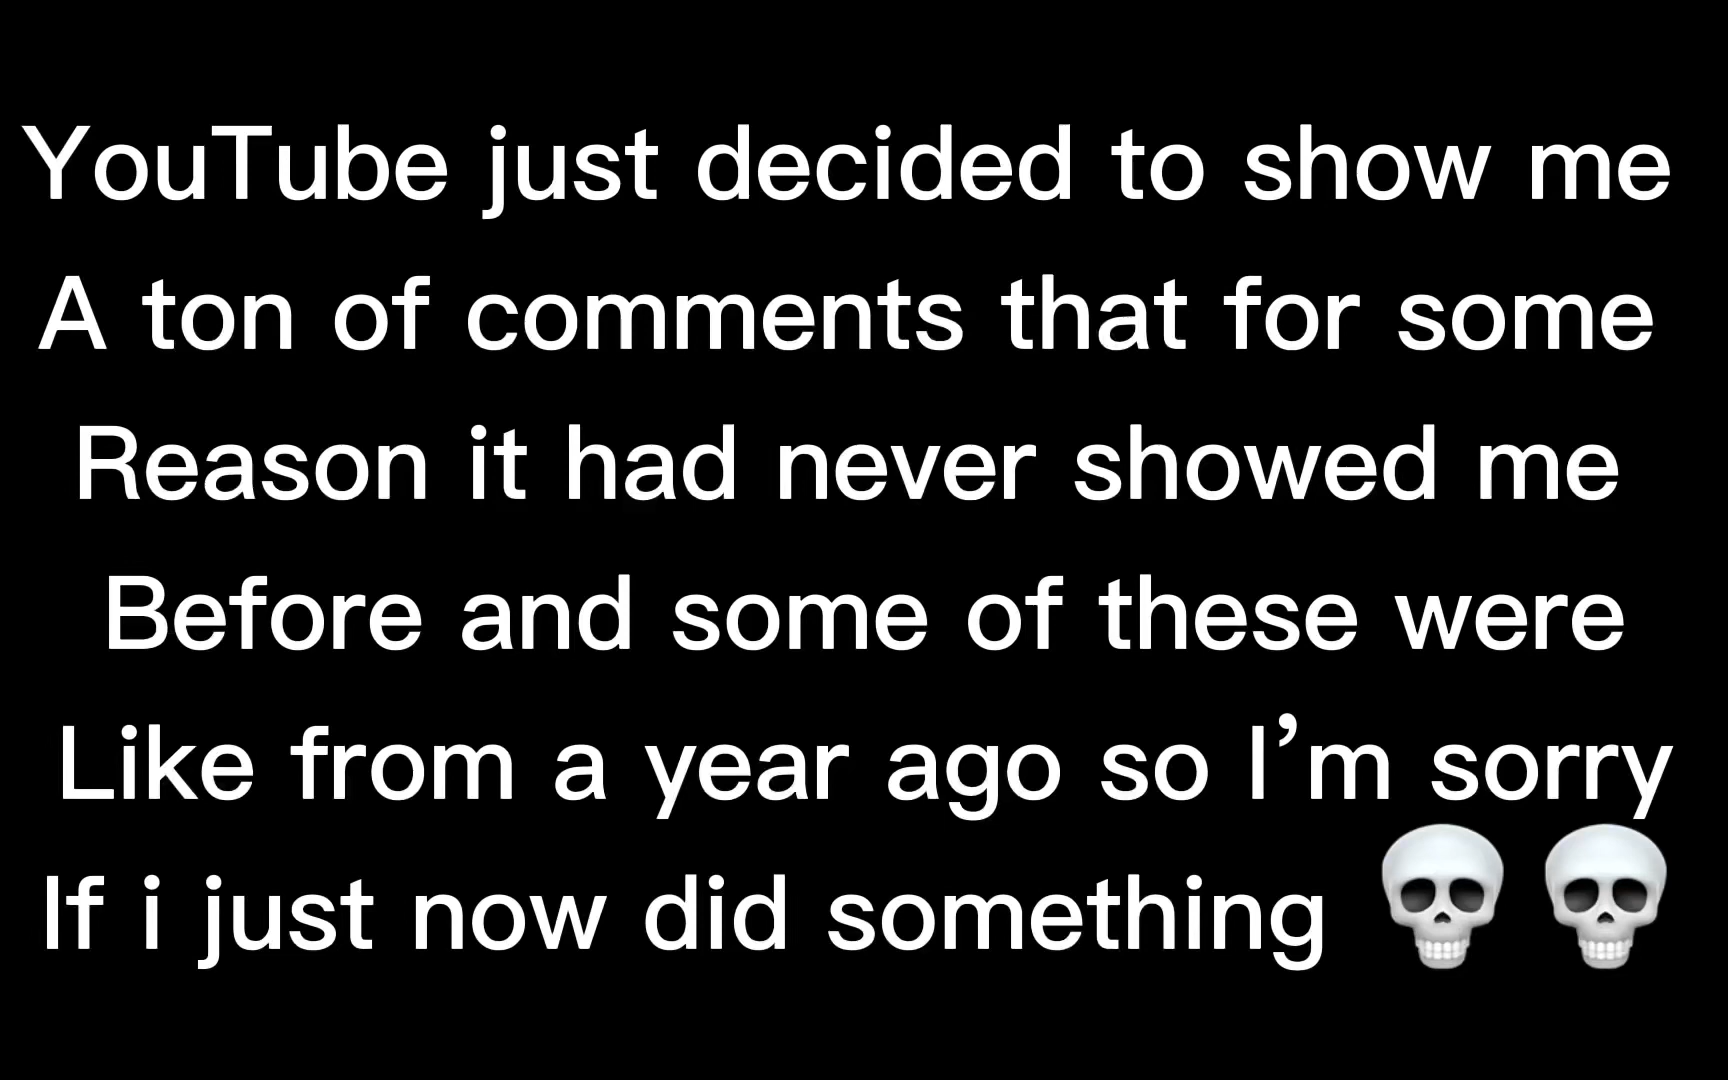 YouTube just decided to show me
A ton of comments that for some
Reason it had never showed me
Before and some of these were
Like from a year ago so I’m sorry
If i just now did something 💀💀